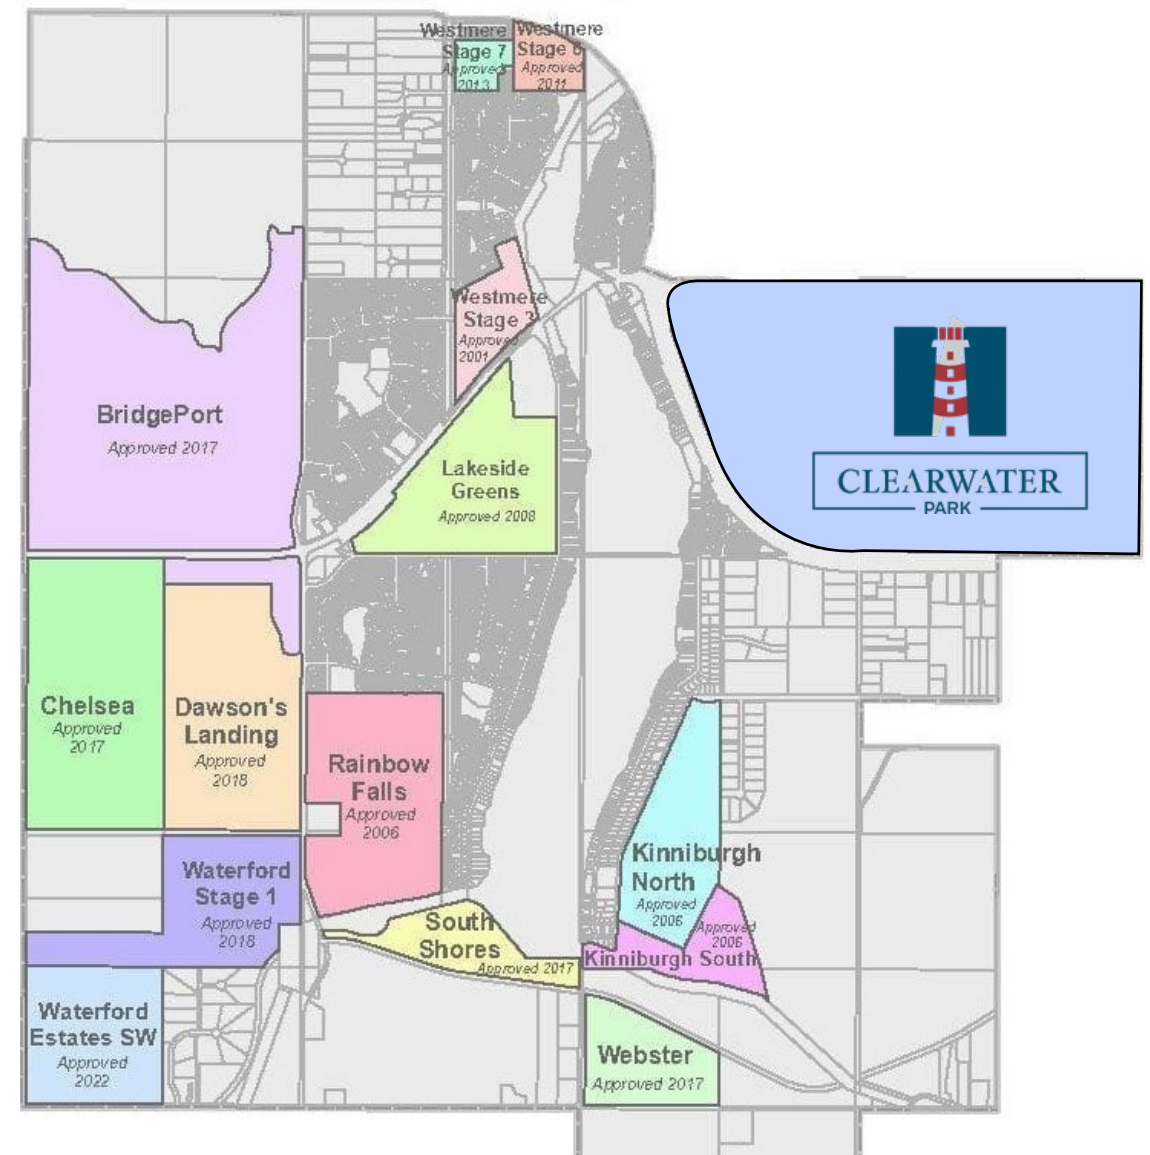 Westmere
Stage 7
Approved
2013
Westmere
Stage 6
Approved
2011
Westmere
Stage 3
Approved
2001
BridgePort
Approved 2017
Lakeside
Greens
Approved 2008
CLEARWATER
PARK
Chelsea
Approved
2017
Dawson's
Landing
Approved
2018
Rainbow
Falls
Approved
2006
Kinniburgh
North
Approved
2006
Waterford
Stage 1
Approved
2018
South
Shores
Approved 2017
Approved
2006
Kinniburgh South
Waterford
Estates SW
Approved
2022
Webster
Approved 2017